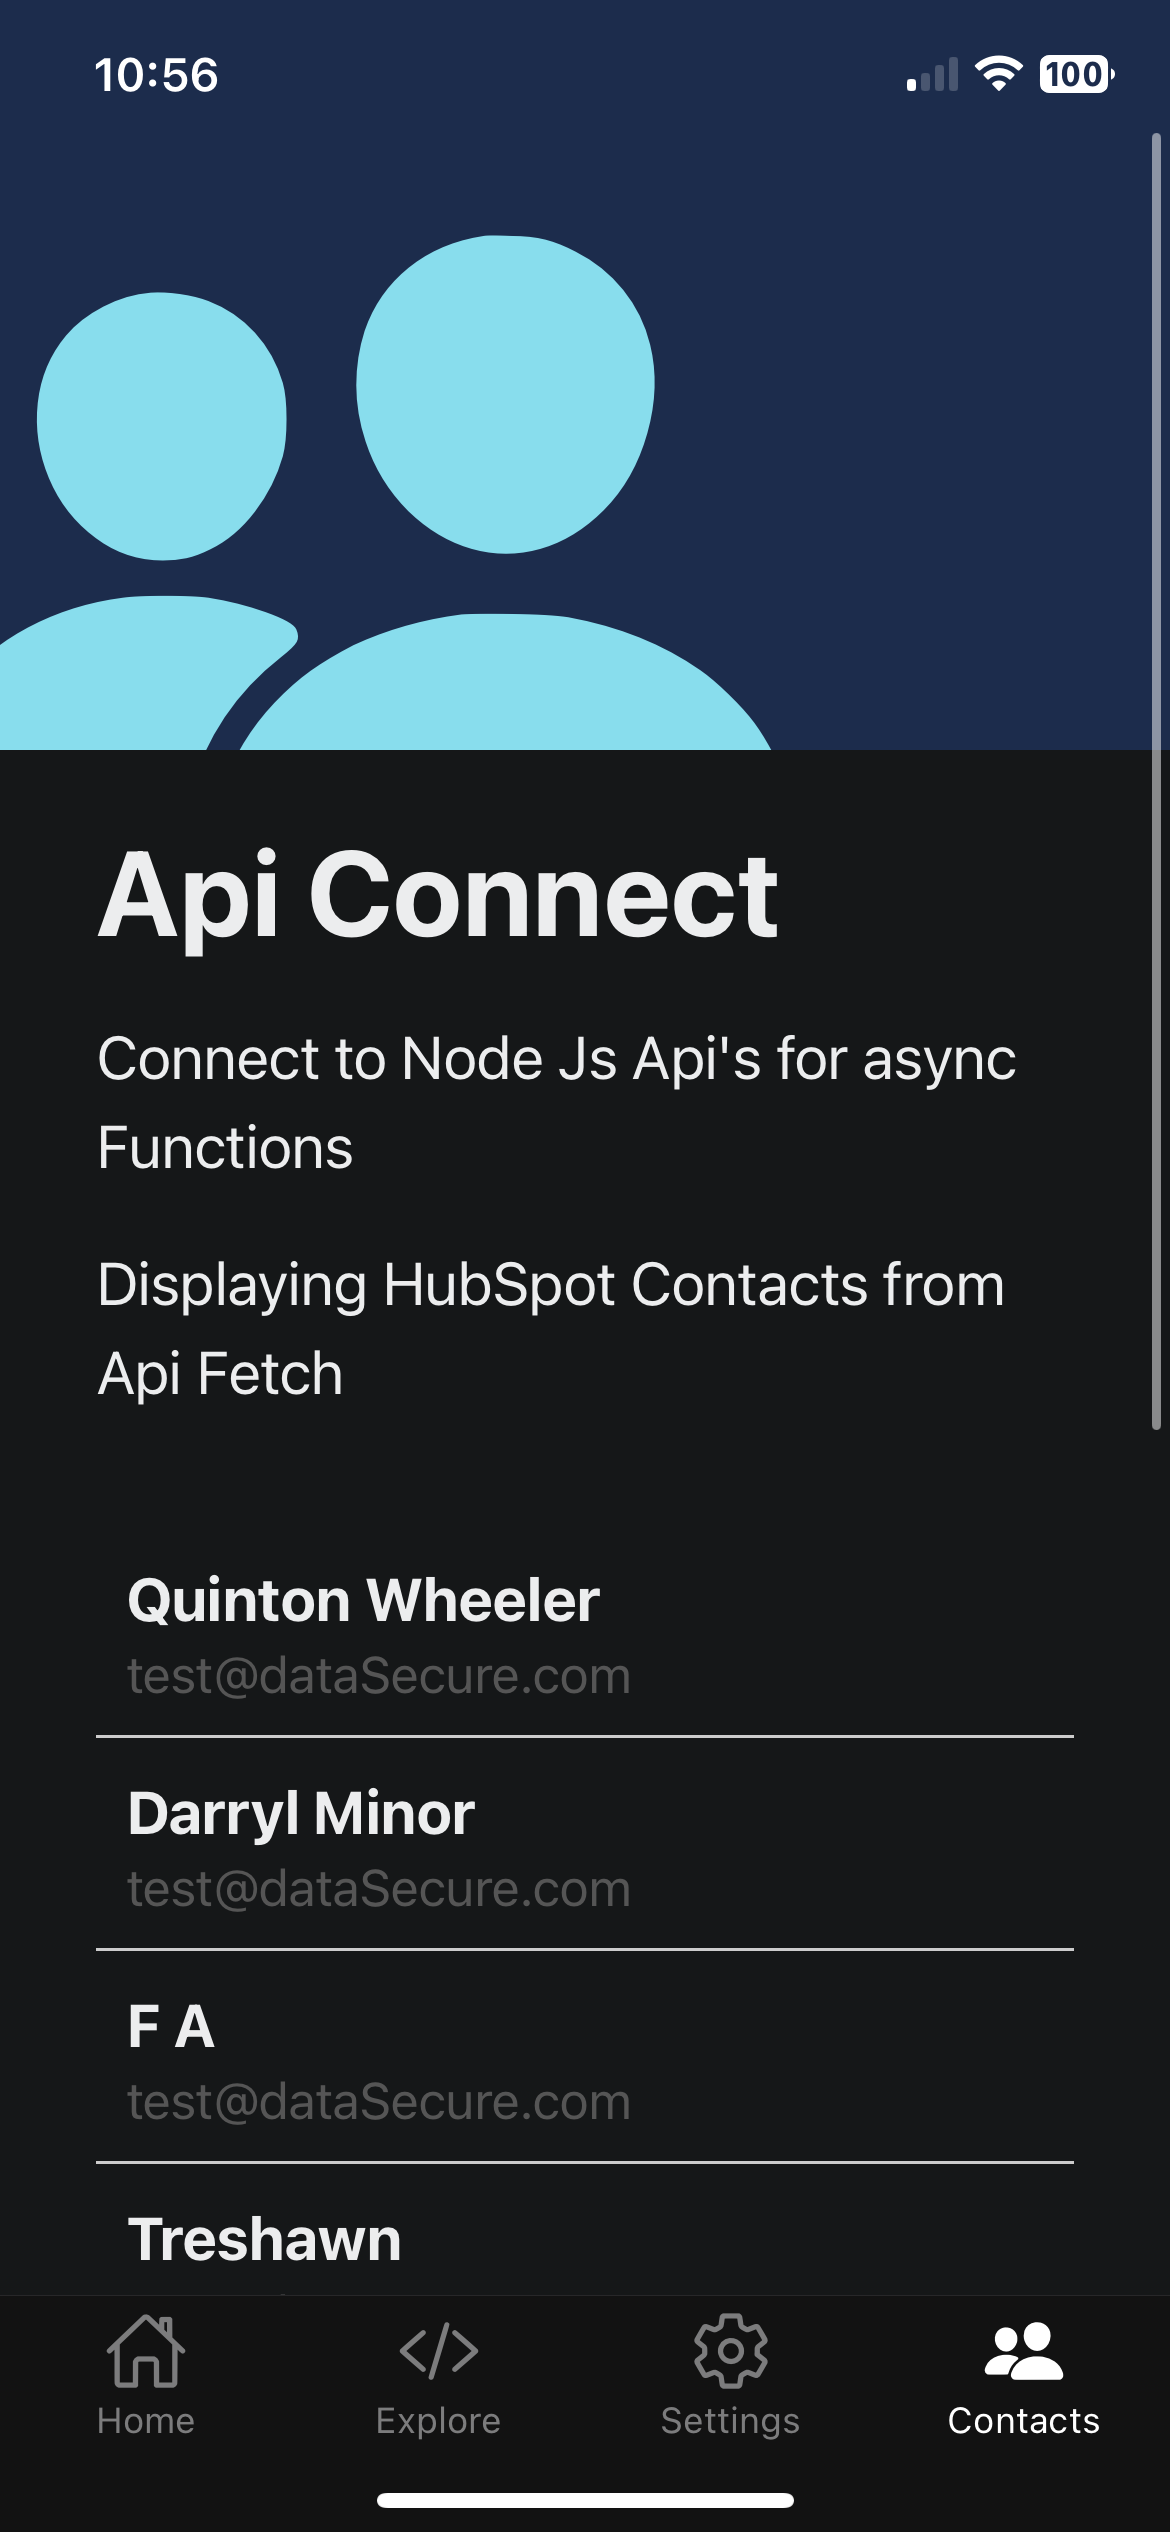 10:56
100
Api Connect
Connect to Node Js Api's for async
Functions
Displaying HubSpot Contacts from
Api Fetch
Quinton Wheeler
test@dataSecure.com
Darryl Minor
test@dataSecure.com
F A
test@dataSecure.com
Treshawn
Home
Explore
Settings
Contacts